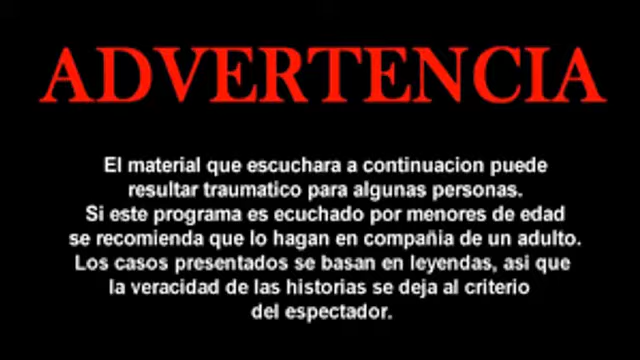 ADVERTENCIA
El material que escuchara a continuacion puede
resultar traumatico para algunas personas.
Si este programa es ecuchado por menores de edad
se recomienda que lo hagan en compañia de un adulto.
Los casos presentados se basan en leyendas, asi que
la veracidad de las historias se deja al criterio
del espectador.